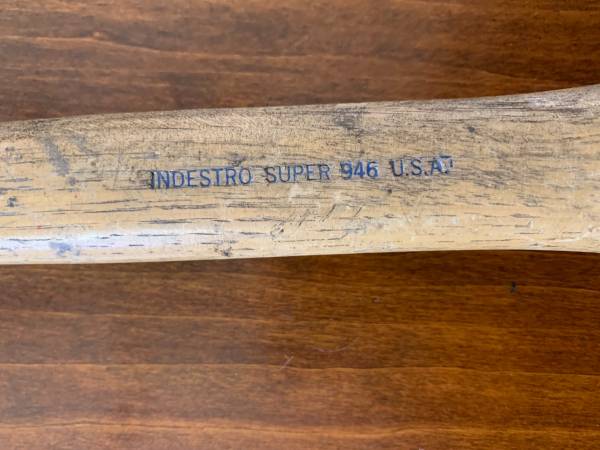 INDESTRO SUPER 946 U.S.A.